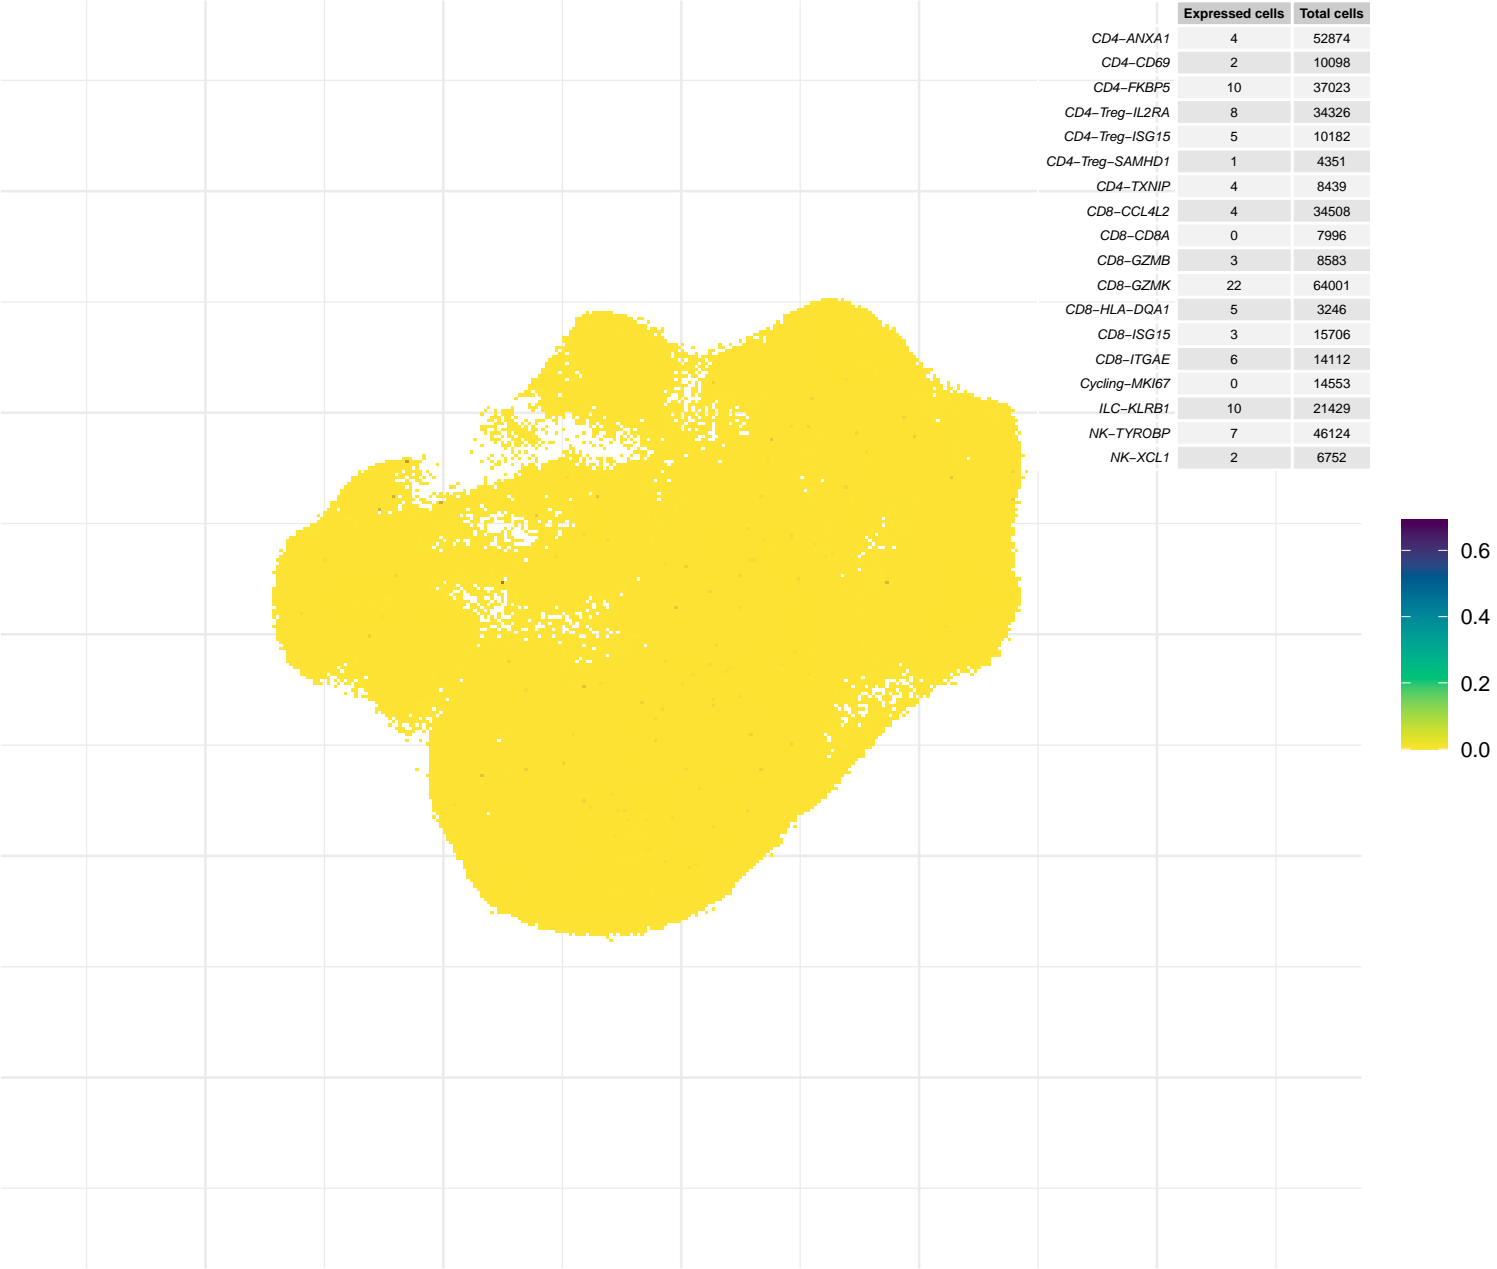 Expressed cells Total cells
CD4−ANXA1 4 52874
CD4−CD69 2 10098
CD4−FKBP5 10 37023
CD4−Treg−IL2RA 8 34326
CD4−Treg−ISG15 5 10182
CD4−Treg−SAMHD1 1 4351
CD4−TXNIP 4 8439
CD8−CCL4L2 4 34508
CD8−CD8A 0 7996
CD8−GZMB 3 8583
CD8−GZMK 22 64001
CD8−HLA−DQA1 5 3246
CD8−ISG15 3 15706
CD8−ITGAE 6 14112
Cycling−MKI67 0 14553
ILC−KLRB1 10 21429
NK−TYROBP 7 46124
NK−XCL1 2 6752
0.6
0.4
0.2
0.0